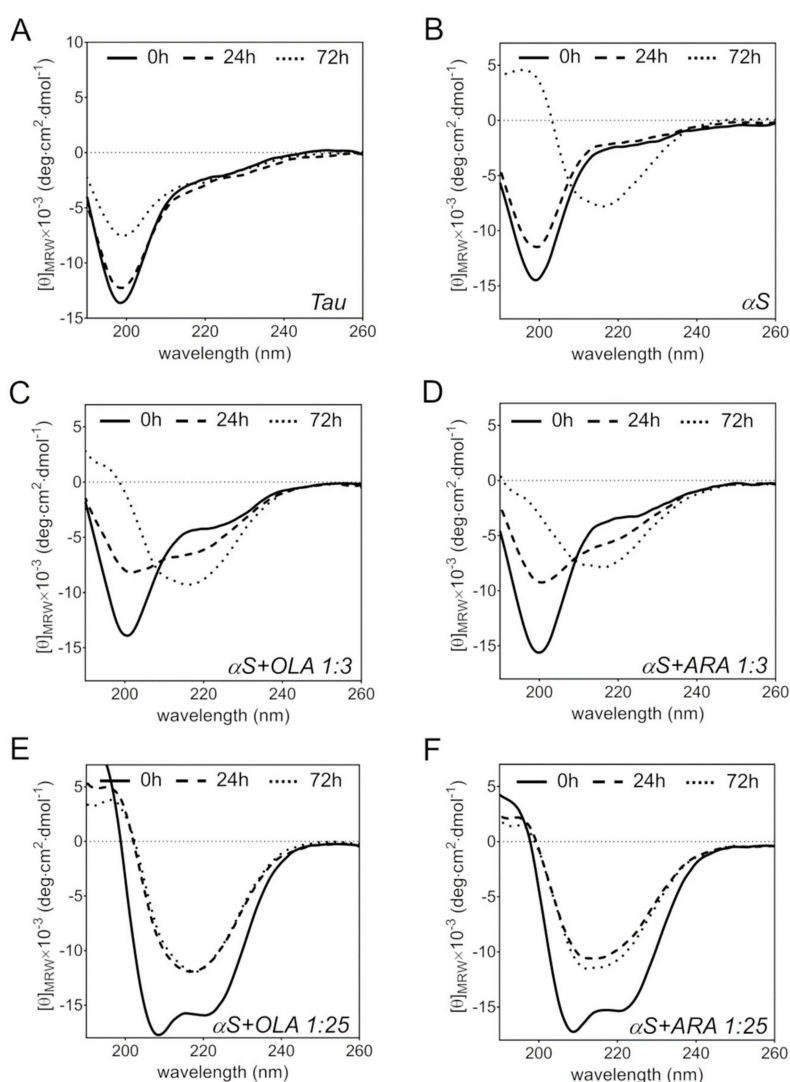 A
0h 24h 72h
10
5
0
-5
-10
-15
[θ]MRW×10-3 (deg·cm2·dmol-1)
200 220 240 260
wavelength (nm)
Tau
B
0h 24h 72h
5
0
-5
-10
-15
[θ]MRW×10-3 (deg·cm2·dmol-1)
200 220 240 260
wavelength (nm)
αS
C
0h 24h 72h
5
0
-5
-10
-15
[θ]MRW×10-3 (deg·cm2·dmol-1)
200 220 240 260
wavelength (nm)
αS+OLA 1:3
D
0h 24h 72h
5
0
-5
-10
-15
[θ]MRW×10-3 (deg·cm2·dmol-1)
200 220 240 260
wavelength (nm)
αS+ARA 1:3
E
0h 24h 72h
5
0
-5
-10
-15
[θ]MRW×10-3 (deg·cm2·dmol-1)
200 220 240 260
wavelength (nm)
αS+OLA 1:25
F
0h 24h 72h
5
0
-5
-10
-15
[θ]MRW×10-3 (deg·cm2·dmol-1)
200 220 240 260
wavelength (nm)
αS+ARA 1:25